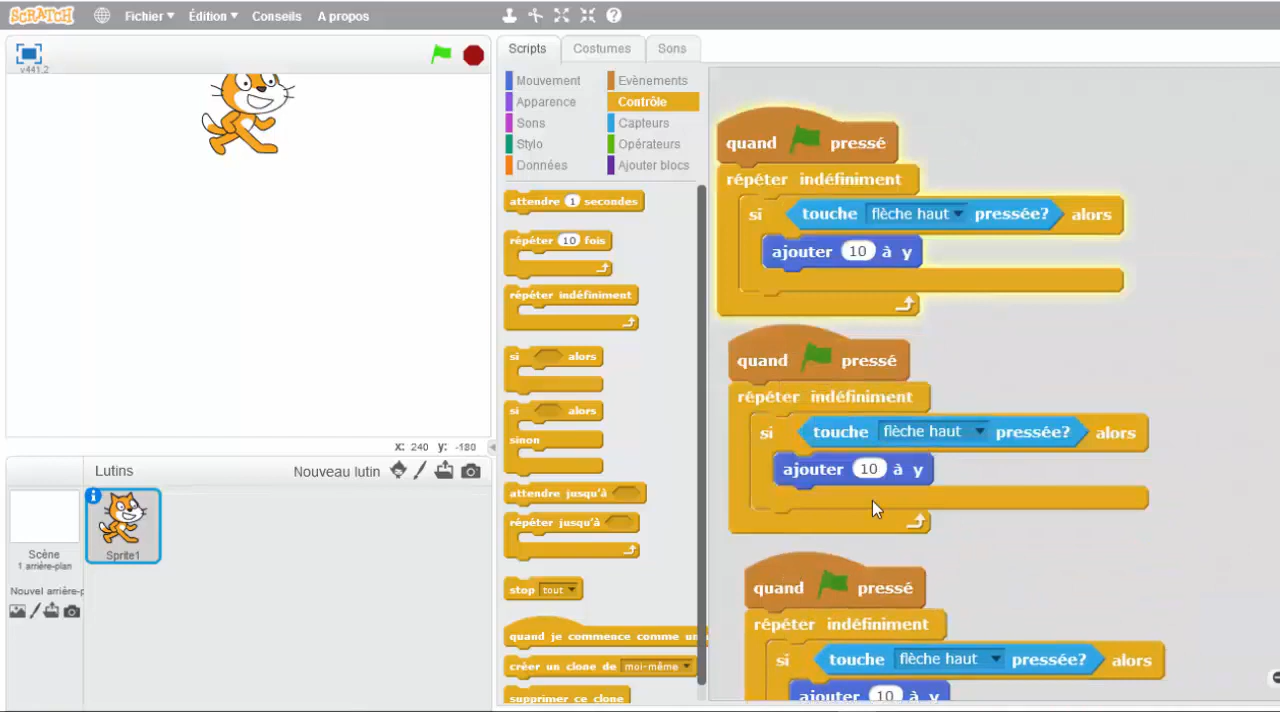 SCRATCH
Fichier
Édition
Conseils
A propos
v441.2
x: 240 y: -180
Lutins
Nouveau lutin
Scène
1 arrière-plan
Nouvel arrière-p
Sprite1
Scripts
Costumes
Sons
Mouvement
Evènements
Apparence
Contrôle
Sons
Capteurs
Stylo
Opérateurs
Données
Ajouter blocs
attendre 1 secondes
répéter 10 fois
répéter indéfiniment
si alors
si alors
sinon
attendre jusqu'à
répéter jusqu'à
stop tout
quand je commence comme un
créer un clone de moi-même
supprimer ce clone
quand pressé
répéter indéfiniment
si touche flèche haut pressée? alors
ajouter 10 à y
quand pressé
répéter indéfiniment
si touche flèche haut pressée? alors
ajouter 10 à y
quand pressé
répéter indéfiniment
si touche flèche haut pressée? alors
ajouter 10 à y